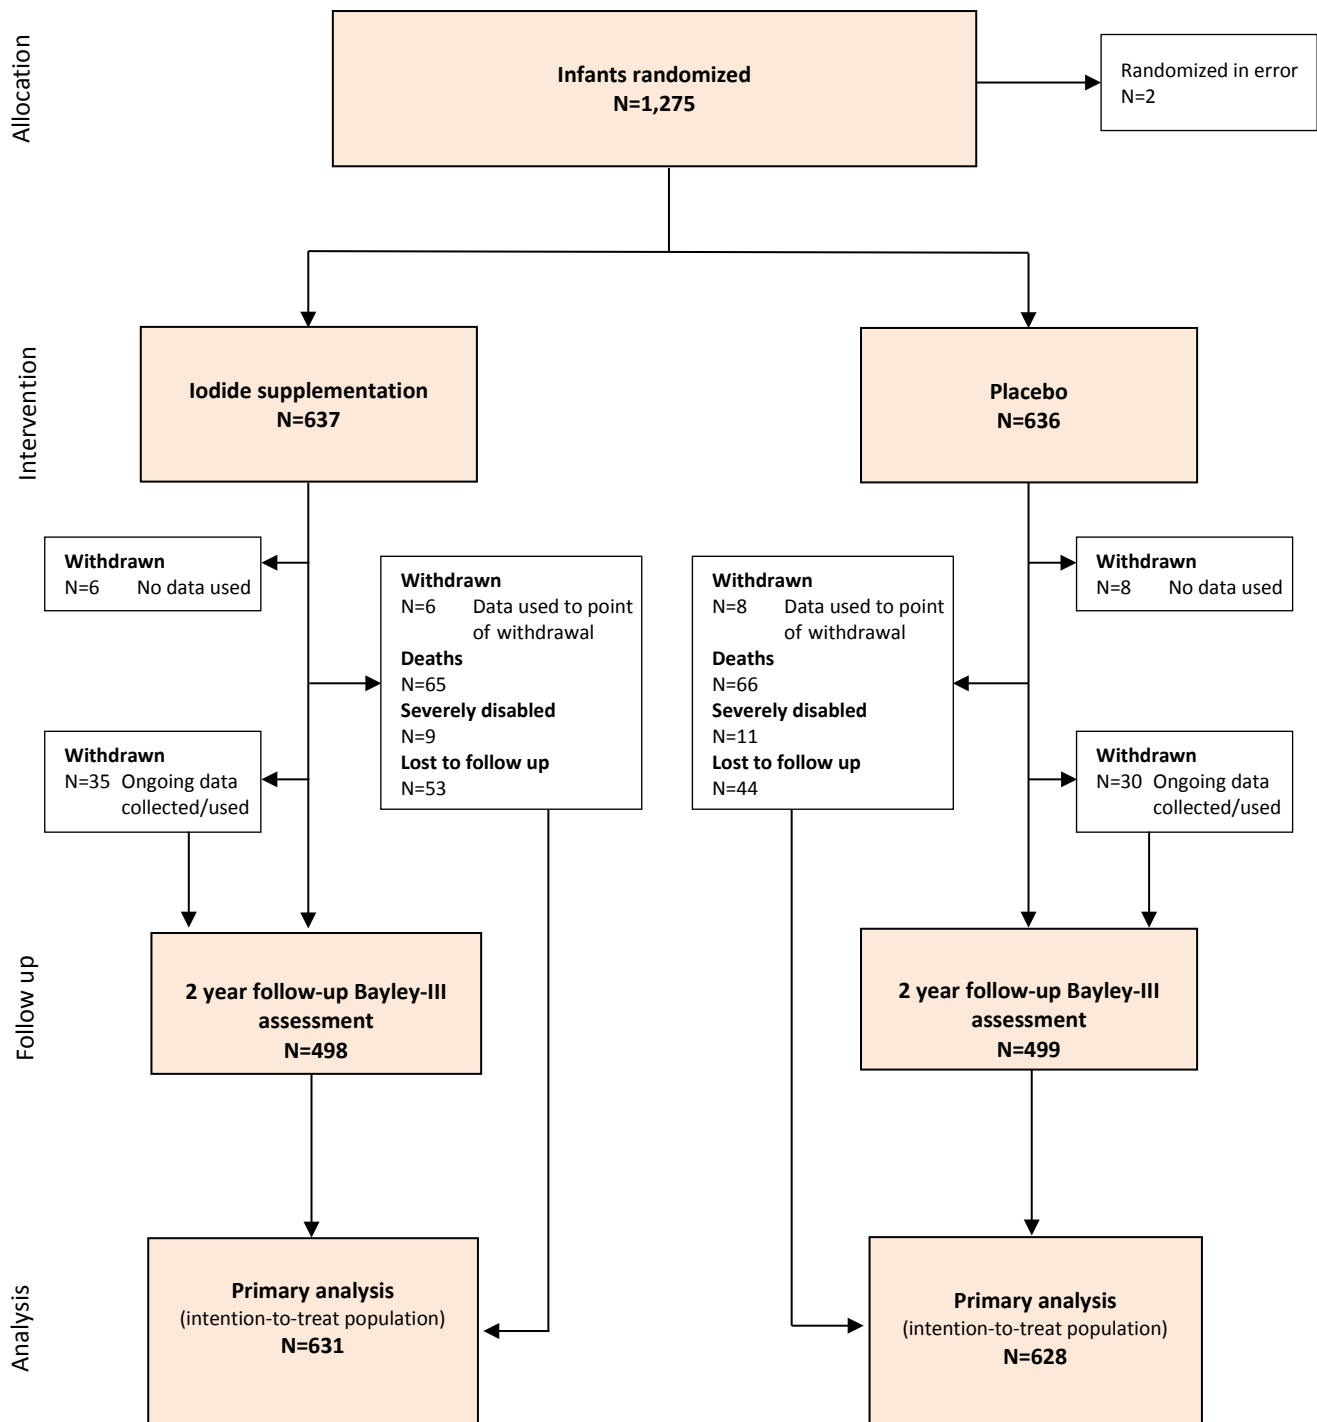 Allocation
Infants randomized
N=1,275
Randomized in error
N=2
Intervention
Iodide supplementation
N=637
Placebo
N=636
Withdrawn
N=6 No data used
Withdrawn
N=6 Data used to point
of withdrawal
Deaths
N=65
Severely disabled
N=9
Lost to follow up
N=53
Withdrawn
N=8 Data used to point
of withdrawal
Deaths
N=66
Severely disabled
N=11
Lost to follow up
N=44
Withdrawn
N=8 No data used
Withdrawn
N=35 Ongoing data
collected/used
Withdrawn
N=30 Ongoing data
collected/used
Follow up
2 year follow-up Bayley-III
assessment
N=498
2 year follow-up Bayley-III
assessment
N=499
Analysis
Primary analysis
(intention-to-treat population)
N=631
Primary analysis
(intention-to-treat population)
N=628